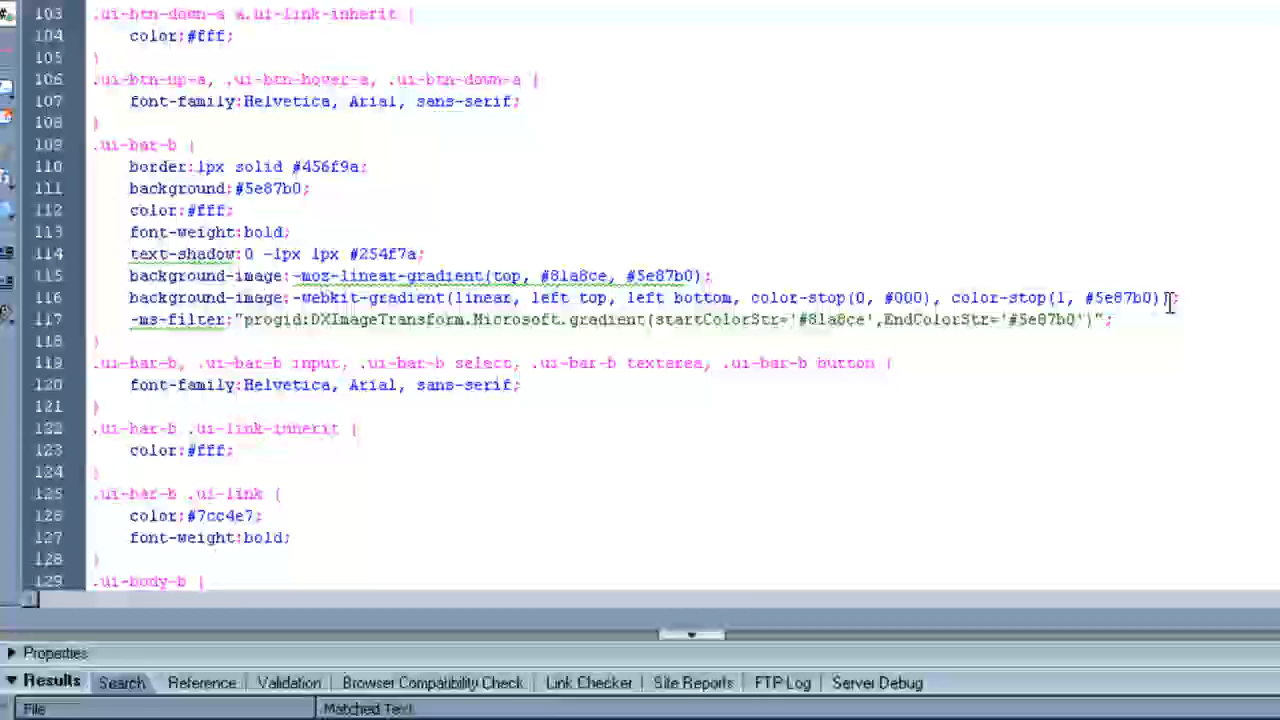 103 .ui-btn-down-a a.ui-link-inherit {
104 color:#fff;
105 }
106 .ui-btn-up-a, .ui-btn-hover-a, .ui-btn-down-a {
107 font-family:Helvetica, Arial, sans-serif;
108 }
109 .ui-bar-b {
110 border:1px solid #456f9a;
111 background:#5e87b0;
112 color:#fff;
113 font-weight:bold;
114 text-shadow:0 -1px 1px #254f7a;
115 background-image:-moz-linear-gradient(top, #81a8ce, #5e87b0);
116 background-image:-webkit-gradient(linear, left top, left bottom, color-stop(0, #000), color-stop(1, #5e87b0));
117 -ms-filter:"progid:DXImageTransform.Microsoft.gradient(startColorStr='#81a8ce',EndColorStr='#5e87b0')";
118 }
119 .ui-bar-b, .ui-bar-b input, .ui-bar-b select, .ui-bar-b textarea, .ui-bar-b button {
120 font-family:Helvetica, Arial, sans-serif;
121 }
122 .ui-bar-b .ui-link-inherit {
123 color:#fff;
124 }
125 .ui-bar-b .ui-link {
126 color:#7cc4e7;
127 font-weight:bold;
128 }
129 .ui-body-b {
Properties
Results Search Reference Validation Browser Compatibility Check Link Checker Site Reports FTP Log Server Debug
File Matched Text